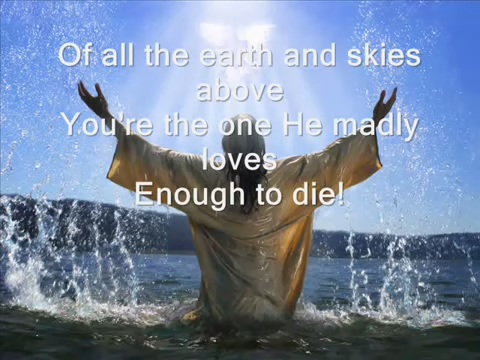 Of all the earth and skies
above
You're the one He madly
loves
Enough to die!